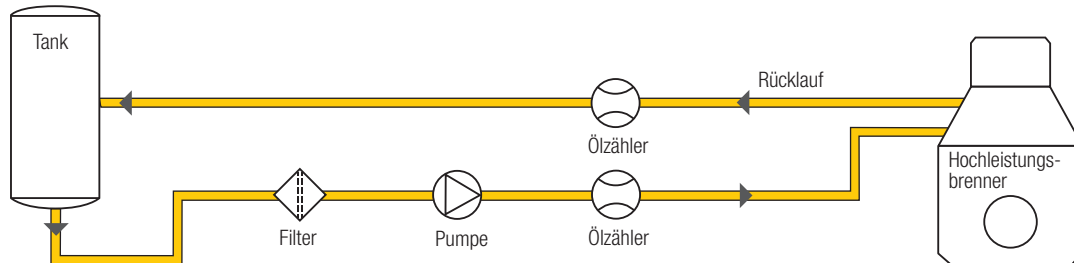 Tank
Rücklauf
Ölzähler
Hochleistungs-
brenner
Filter
Pumpe
Ölzähler